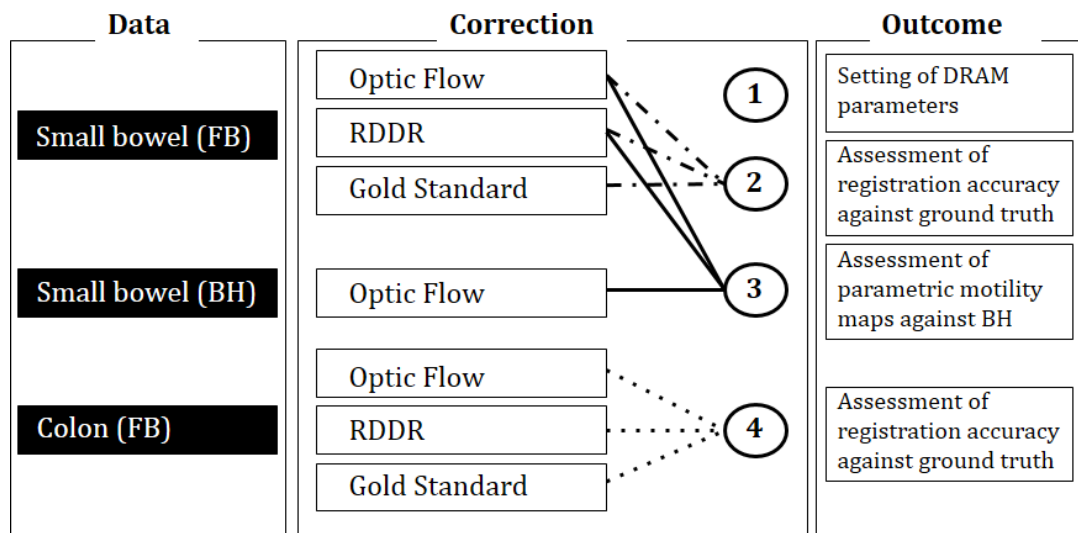 Data
Correction
Outcome
Small bowel (FB)
Optic Flow
RDDR
Gold Standard
1
2
Setting of DRAM
parameters
Assessment of
registration accuracy
against ground truth
Small bowel (BH)
Optic Flow
3
Assessment of
parametric motility
maps against BH
Colon (FB)
Optic Flow
RDDR
Gold Standard
4
Assessment of
registration accuracy
against ground truth